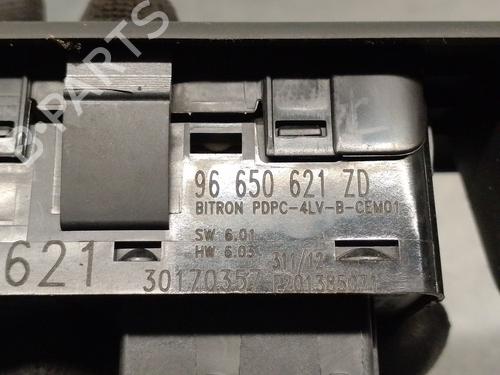 B-PARTS
96 650 621 ZD
BITRON PDPC-4LV-B-CEM01
SW 6.01
HW 6.03
311/12
621
30170357